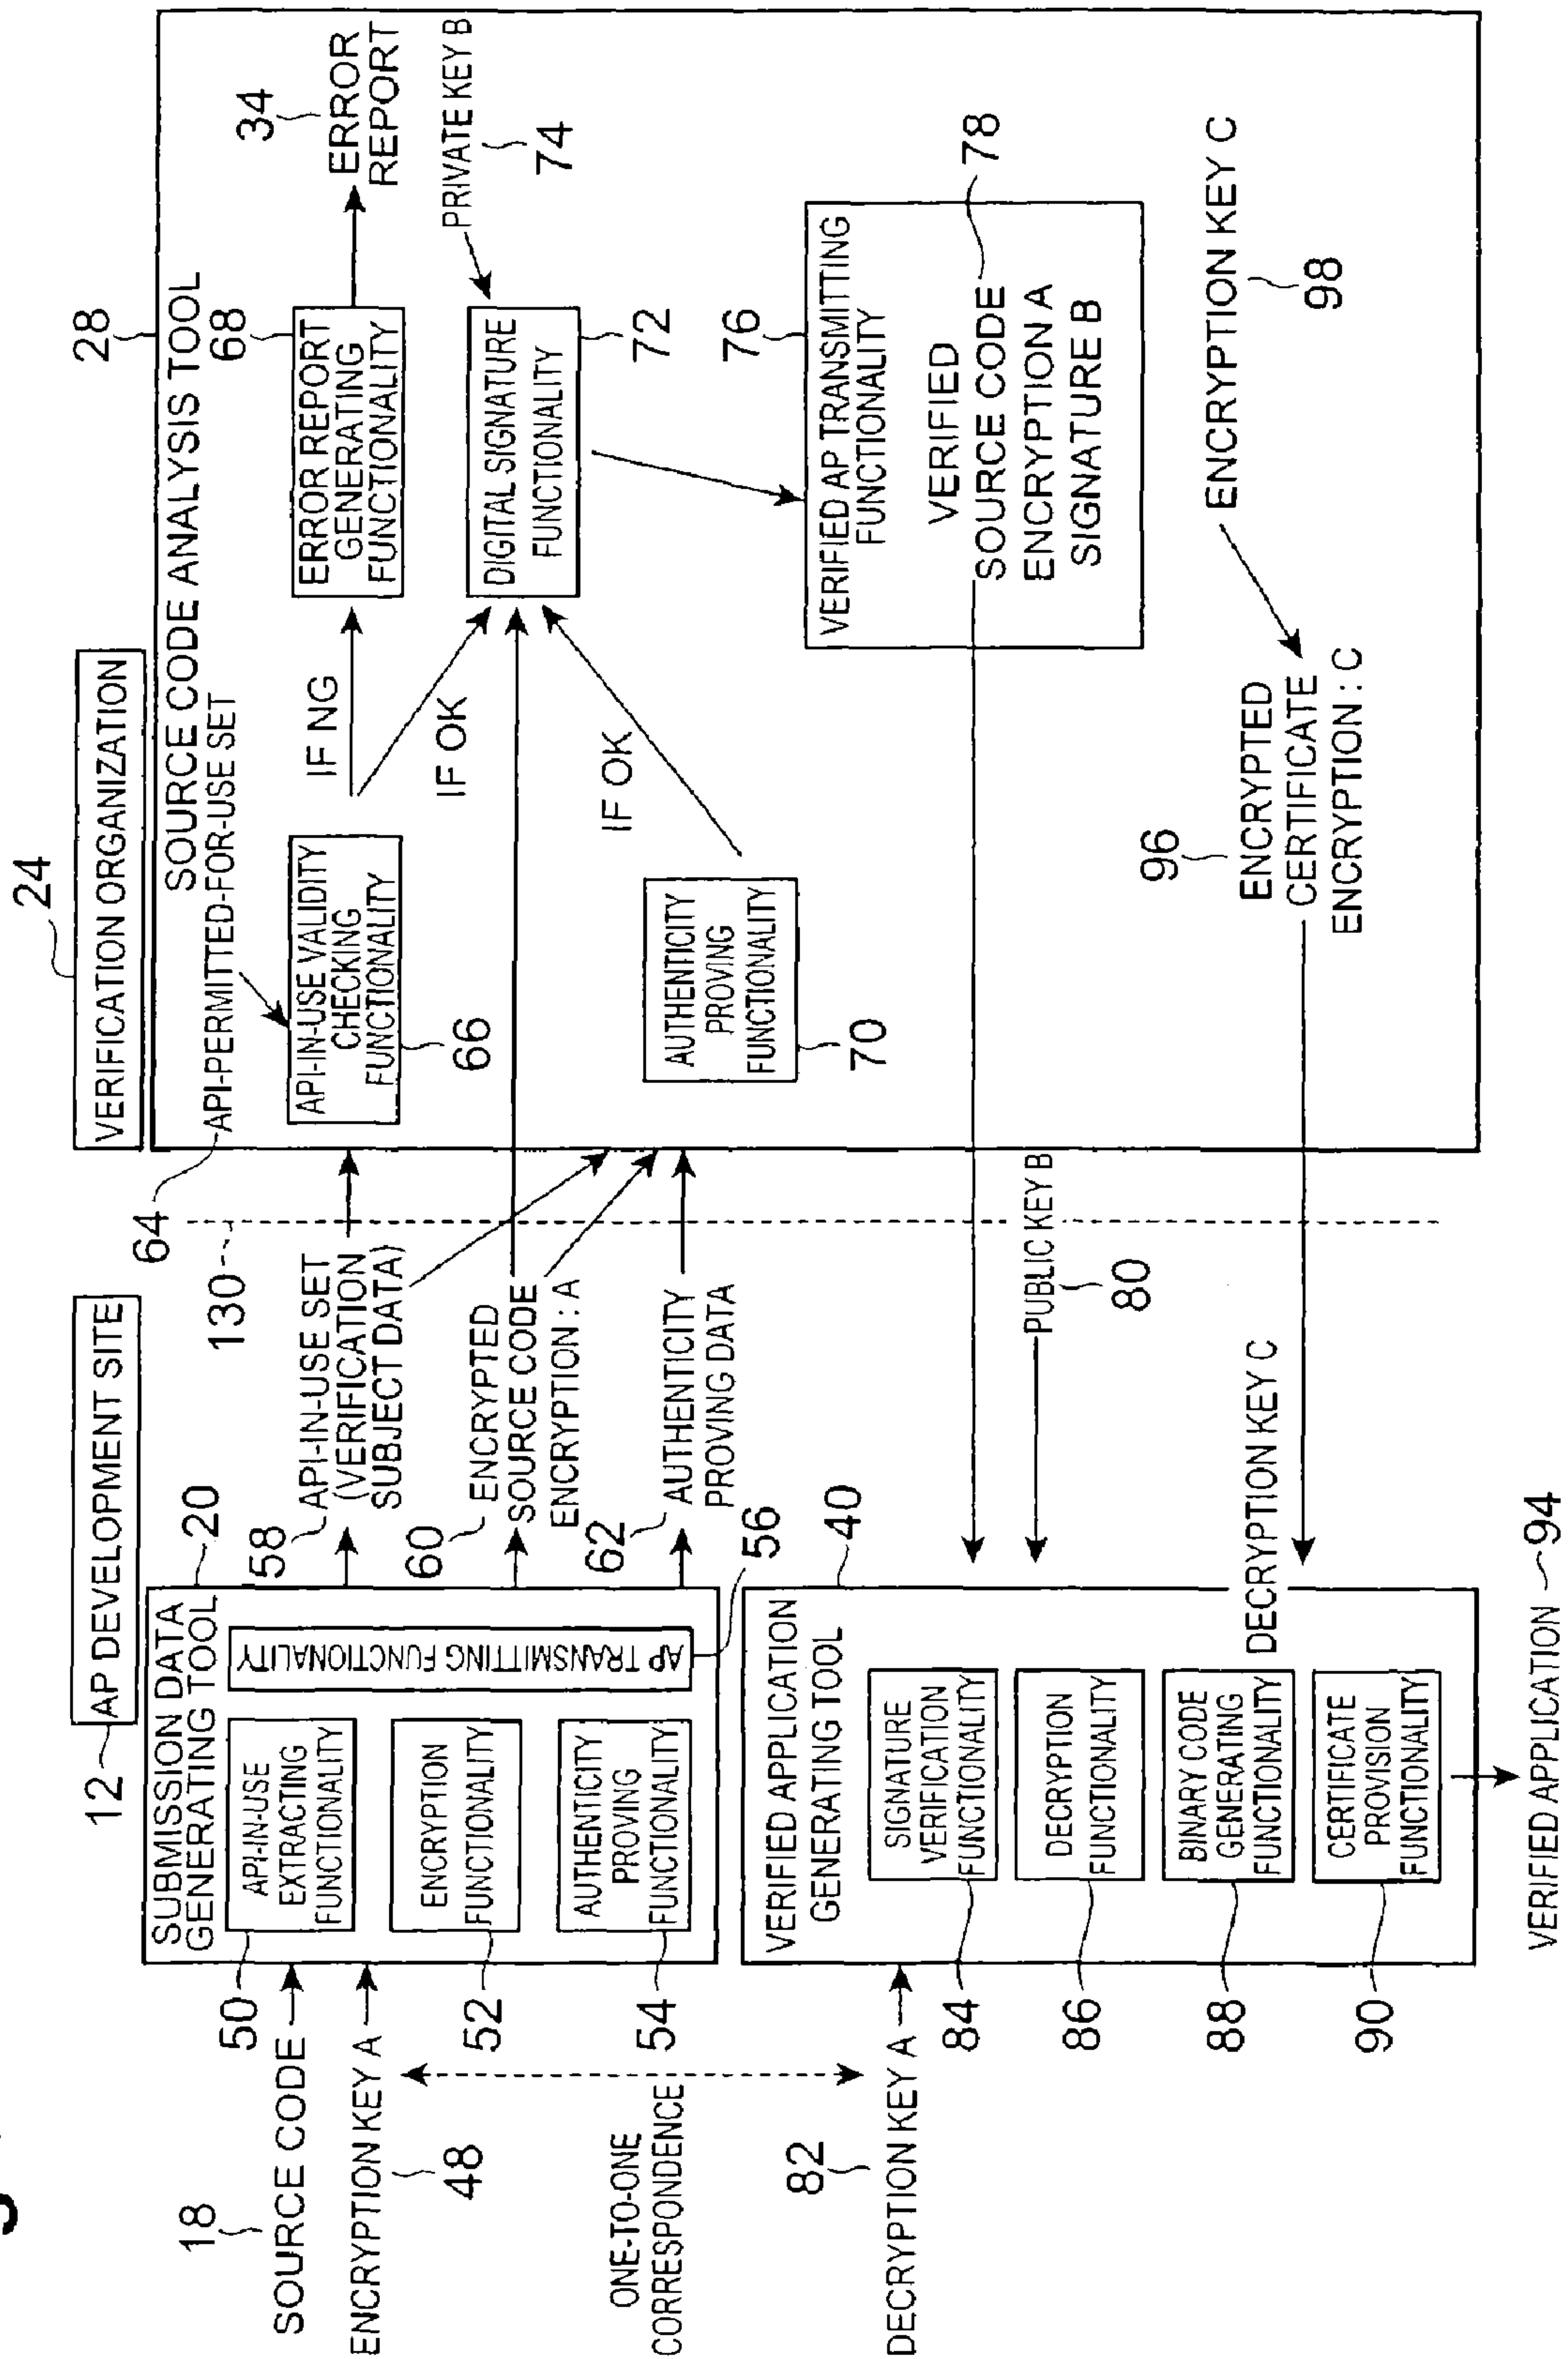 12
AP DEVELOPMENT SITE
24
VERIFICATION ORGANIZATION
18
SOURCE CODE
ENCRYPTION KEY A
48
ONE-TO-ONE
CORRESPONDENCE
82
DECRYPTION KEY A
SUBMISSION DATA
GENERATING TOOL
20
50
API-IN-USE
EXTRACTING
FUNCTIONALITY
52
ENCRYPTION
FUNCTIONALITY
54
AUTHENTICITY
PROVING
FUNCTIONALITY
AP TRANSMITTING FUNCTIONALITY
56
58
API-IN-USE SET
(VERIFICATION
SUBJECT DATA)
60
ENCRYPTED
SOURCE CODE
ENCRYPTION : A
62
AUTHENTICITY
PROVING DATA
130
VERIFIED APPLICATION
GENERATING TOOL
40
84
SIGNATURE
VERIFICATION
FUNCTIONALITY
86
DECRYPTION
FUNCTIONALITY
88
BINARY CODE
GENERATING
FUNCTIONALITY
90
CERTIFICATE
PROVISION
FUNCTIONALITY
DECRYPTION KEY C
PUBLIC KEY B
80
VERIFIED APPLICATION
94
28
SOURCE CODE ANALYSIS TOOL
64
API-PERMITTED-FOR-USE SET
API-IN-USE VALIDITY
CHECKING
FUNCTIONALITY
66
IF NG
IF OK
68
ERROR REPORT
GENERATING
FUNCTIONALITY
34
ERROR
REPORT
PRIVATE KEY B
74
DIGITAL SIGNATURE
FUNCTIONALITY
72
AUTHENTICITY
PROVING
FUNCTIONALITY
70
IF OK
76
VERIFIED AP TRANSMITTING
FUNCTIONALITY
VERIFIED
SOURCE CODE
ENCRYPTION A
SIGNATURE B
78
96
ENCRYPTED
CERTIFICATE
ENCRYPTION : C
ENCRYPTION KEY C
98